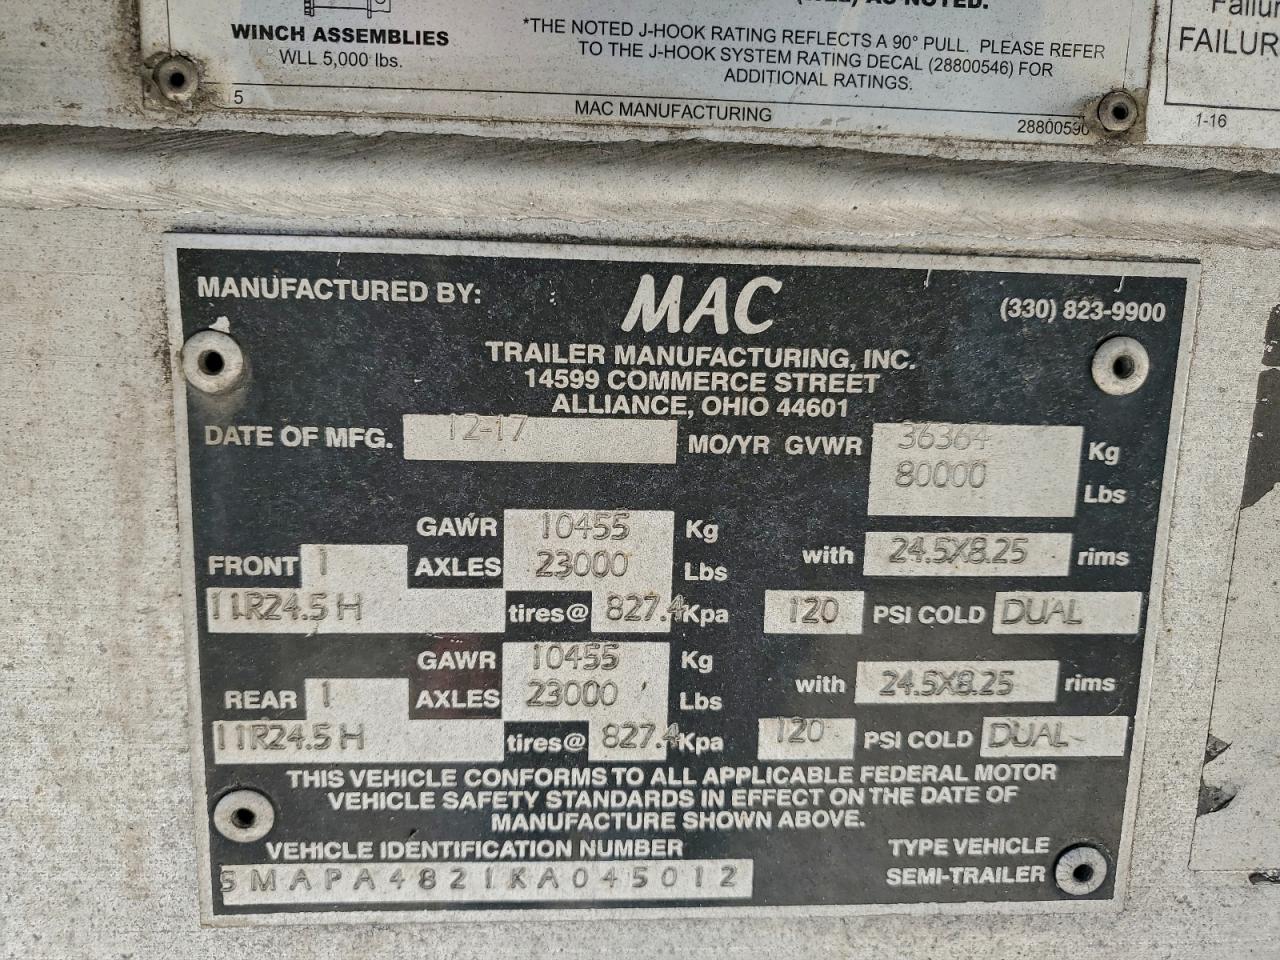 (WLL) AS NOTED.
WINCH ASSEMBLIES
WLL 5,000 lbs.
*THE NOTED J-HOOK RATING REFLECTS A 90° PULL. PLEASE REFER
TO THE J-HOOK SYSTEM RATING DECAL (28800546) FOR
ADDITIONAL RATINGS.
5
MAC MANUFACTURING
28800590
FAILUR
1-16
MANUFACTURED BY:
MAC
(330) 823-9900
TRAILER MANUFACTURING, INC.
14599 COMMERCE STREET
ALLIANCE, OHIO 44601
DATE OF MFG. 12-17 MO/YR GVWR 36364 Kg
80000 Lbs
GAWR 10455 Kg
FRONT 1 AXLES 23000 Lbs with 24.5X8.25 rims
11R24.5 H tires@ 827.4 Kpa 120 PSI COLD DUAL
GAWR 10455 Kg
REAR 1 AXLES 23000 Lbs with 24.5X8.25 rims
11R24.5 H tires@ 827.4 Kpa 120 PSI COLD DUAL
THIS VEHICLE CONFORMS TO ALL APPLICABLE FEDERAL MOTOR
VEHICLE SAFETY STANDARDS IN EFFECT ON THE DATE OF
MANUFACTURE SHOWN ABOVE.
VEHICLE IDENTIFICATION NUMBER
5MAPA4821KA045012
TYPE VEHICLE
SEMI-TRAILER